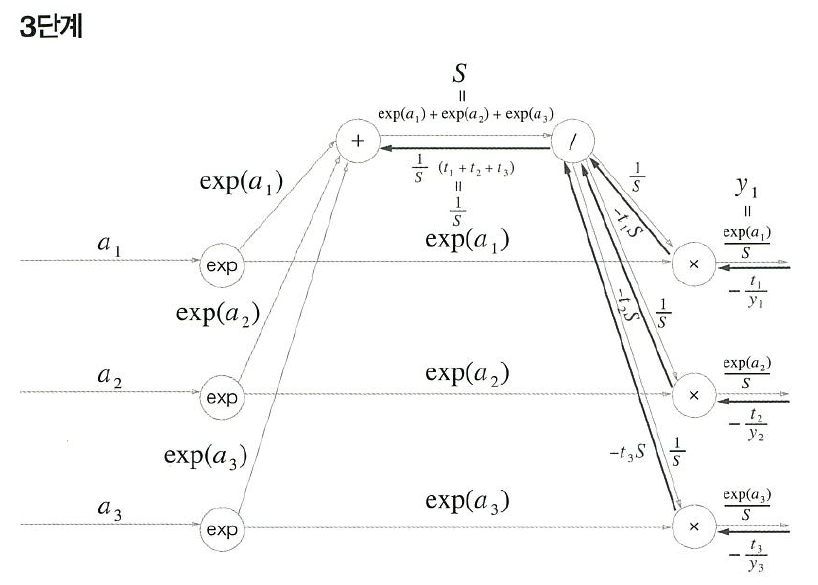 3단계
S
=
exp(a₁) + exp(a₂) + exp(a₃)
+
/
1/S (t₁ + t₂ + t₃)
=
1/S
exp(a₁)
1/S
-t₁S
y₁
=
exp(a₁)/S
a₁
exp
exp(a₁)
×
- t₁/y₁
exp(a₂)
-t₂S
1/S
a₂
exp
exp(a₂)
×
exp(a₂)/S
- t₂/y₂
exp(a₃)
-t₃S
1/S
a₃
exp
exp(a₃)
×
exp(a₃)/S
- t₃/y₃